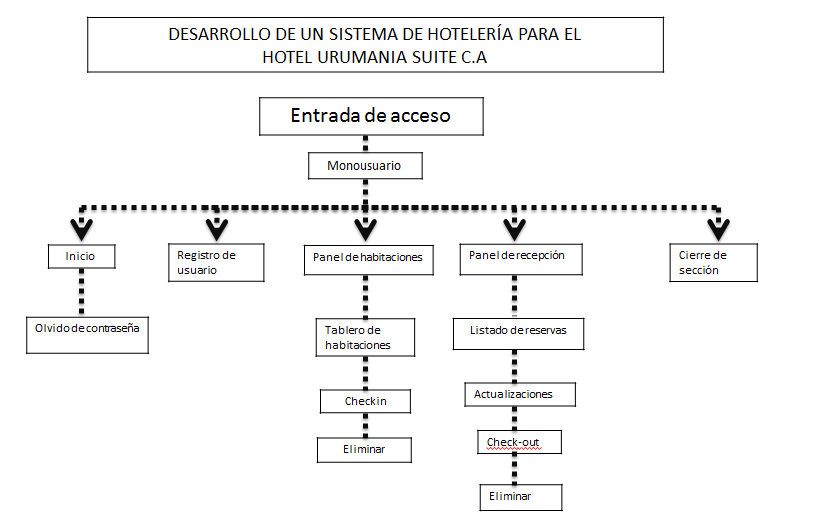 DESARROLLO DE UN SISTEMA DE HOTELERÍA PARA EL
HOTEL URUMANIA SUITE C.A
Entrada de acceso
Monousuario
Inicio
Registro de
usuario
Panel de habitaciones
Panel de recepción
Cierre de
sección
Olvido de contraseña
Tablero de
habitaciones
Listado de reservas
Checkin
Actualizaciones
Eliminar
Check-out
Eliminar